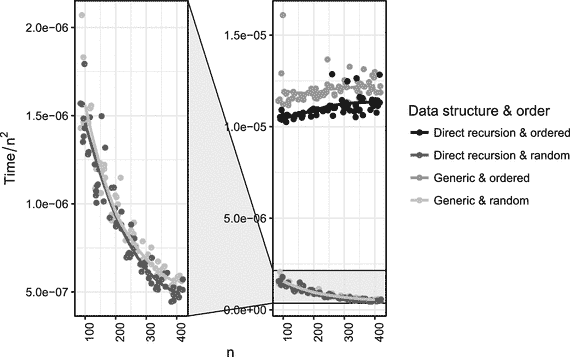 2.0e-06
1.5e-06
1.0e-06
5.0e-07
Time/n²
100
200
300
400
1.5e-05
1.0e-05
5.0e-06
0.0e+00
100
200
300
400
n
Data structure & order
Direct recursion & ordered
Direct recursion & random
Generic & ordered
Generic & random